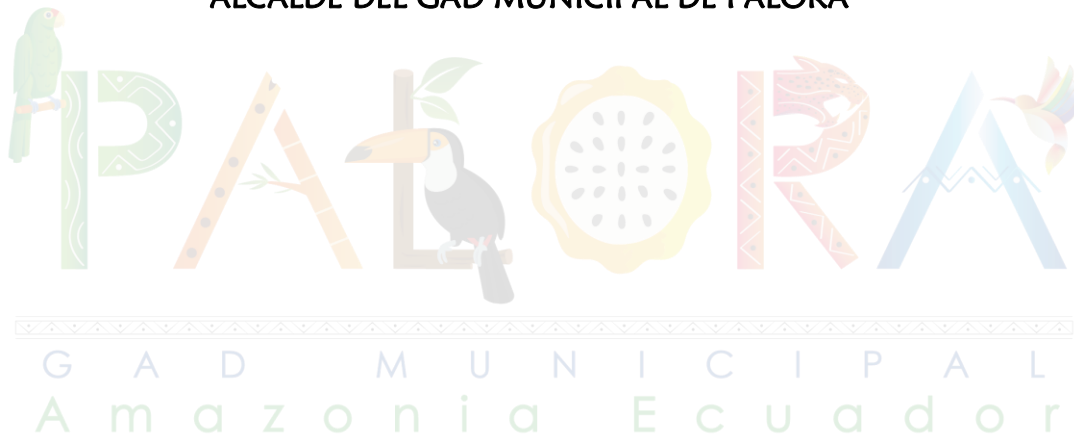 ALCALDE DEL GAD MUNICIPAL DE PALORA
PALORA
GAD MUNICIPAL
Amazonia Ecuador